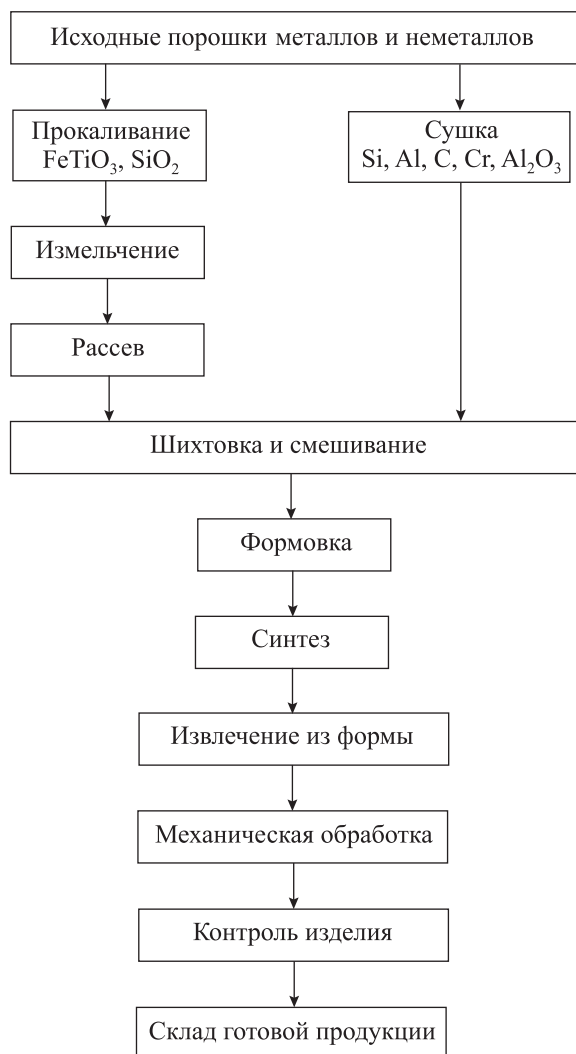 Исходные порошки металлов и неметаллов
Прокаливание
FeTiO₃, SiO₂
Сушка
Si, Al, C, Cr, Al₂O₃
Измельчение
Рассев
Шихтовка и смешивание
Формовка
Синтез
Извлечение из формы
Механическая обработка
Контроль изделия
Склад готовой продукции